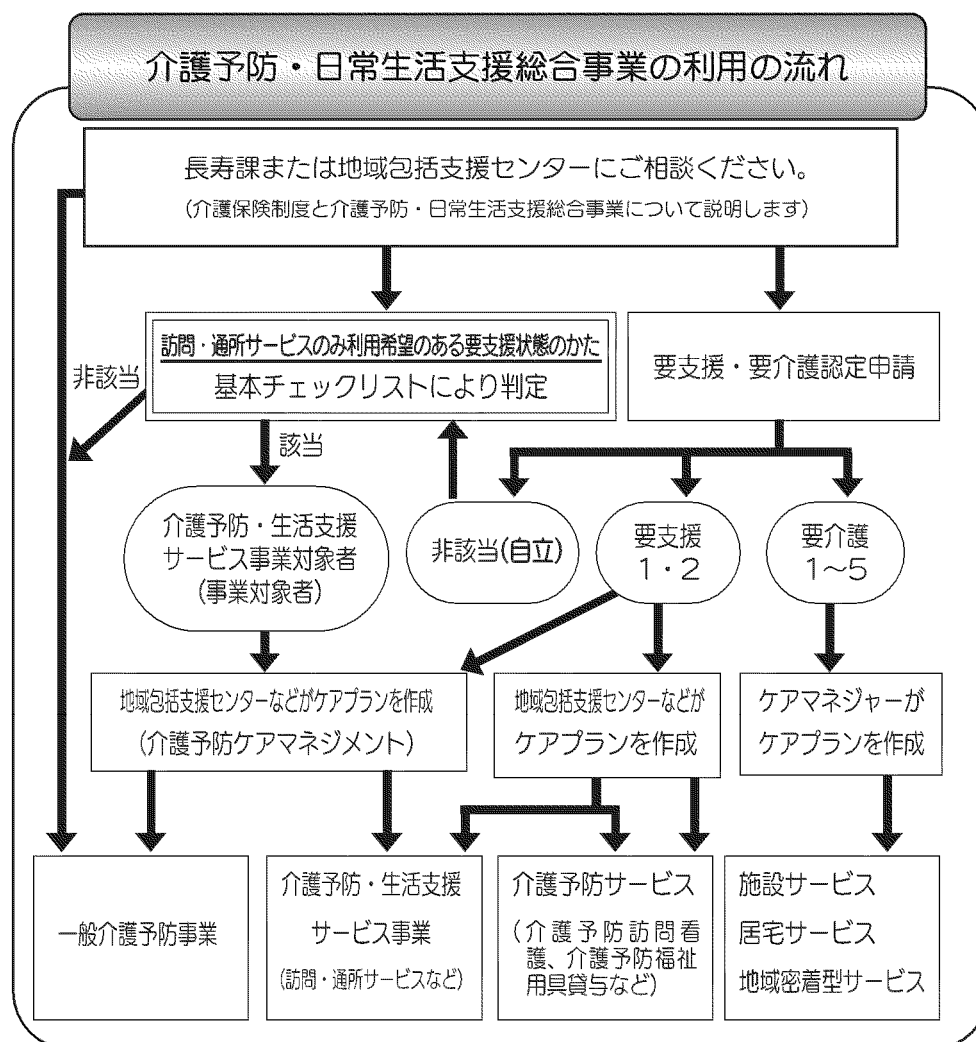 介護予防・日常生活支援総合事業の利用の流れ
長寿課または地域包括支援センターにご相談ください。
(介護保険制度と介護予防・日常生活支援総合事業について説明します)
訪問・通所サービスのみ利用希望のある要支援状態のかた
基本チェックリストにより判定
要支援・要介護認定申請
非該当
該当
介護予防・生活支援
サービス事業対象者
(事業対象者)
非該当(自立)
要支援
1・2
要介護
1〜5
地域包括支援センターなどがケアプランを作成
(介護予防ケアマネジメント)
地域包括支援センターなどが
ケアプランを作成
ケアマネジャーが
ケアプランを作成
一般介護予防事業
介護予防・生活支援
サービス事業
(訪問・通所サービスなど)
介護予防サービス
(介護予防訪問看
護、介護予防福祉
用具貸与など)
施設サービス
居宅サービス
地域密着型サービス